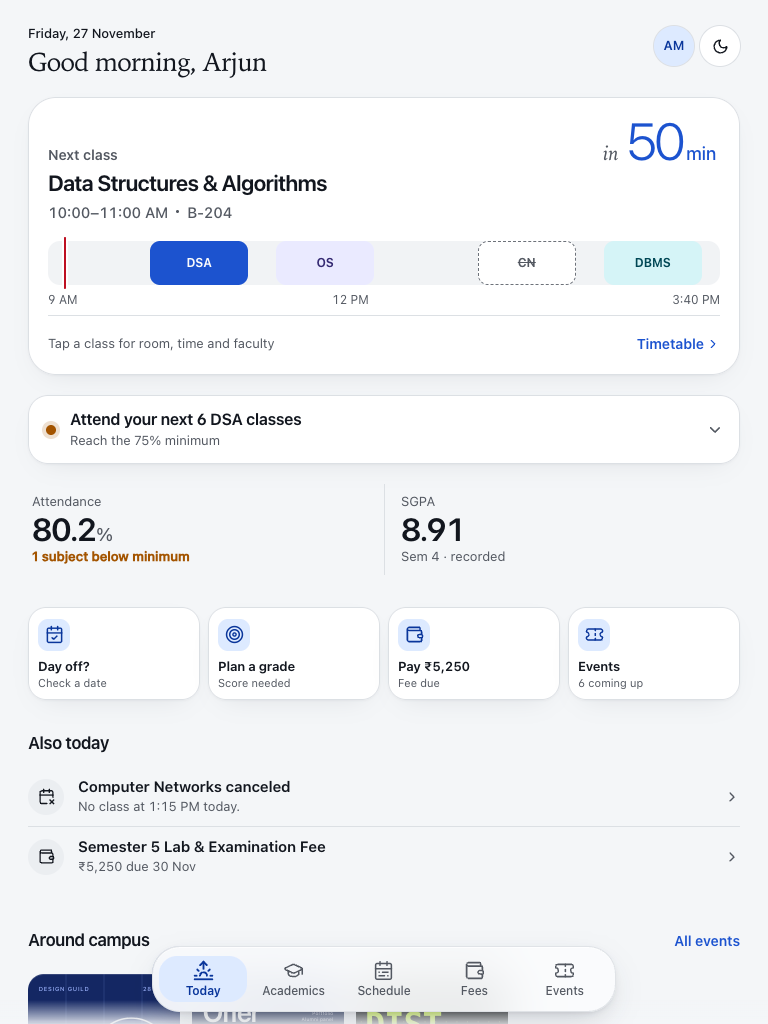 Friday, 27 November
Good morning, Arjun
AM
Next class
in 50 min
Data Structures & Algorithms
10:00–11:00 AM • B-204
DSA
OS
CN
DBMS
9 AM
12 PM
3:40 PM
Tap a class for room, time and faculty
Timetable
Attend your next 6 DSA classes
Reach the 75% minimum
Attendance
80.2%
1 subject below minimum
SGPA
8.91
Sem 4 · recorded
Day off?
Check a date
Plan a grade
Score needed
Pay ₹5,250
Fee due
Events
6 coming up
Also today
Computer Networks canceled
No class at 1:15 PM today.
Semester 5 Lab & Examination Fee
₹5,250 due 30 Nov
Around campus
All events
DESIGN GUILD
Today
Academics
Schedule
Fees
Events